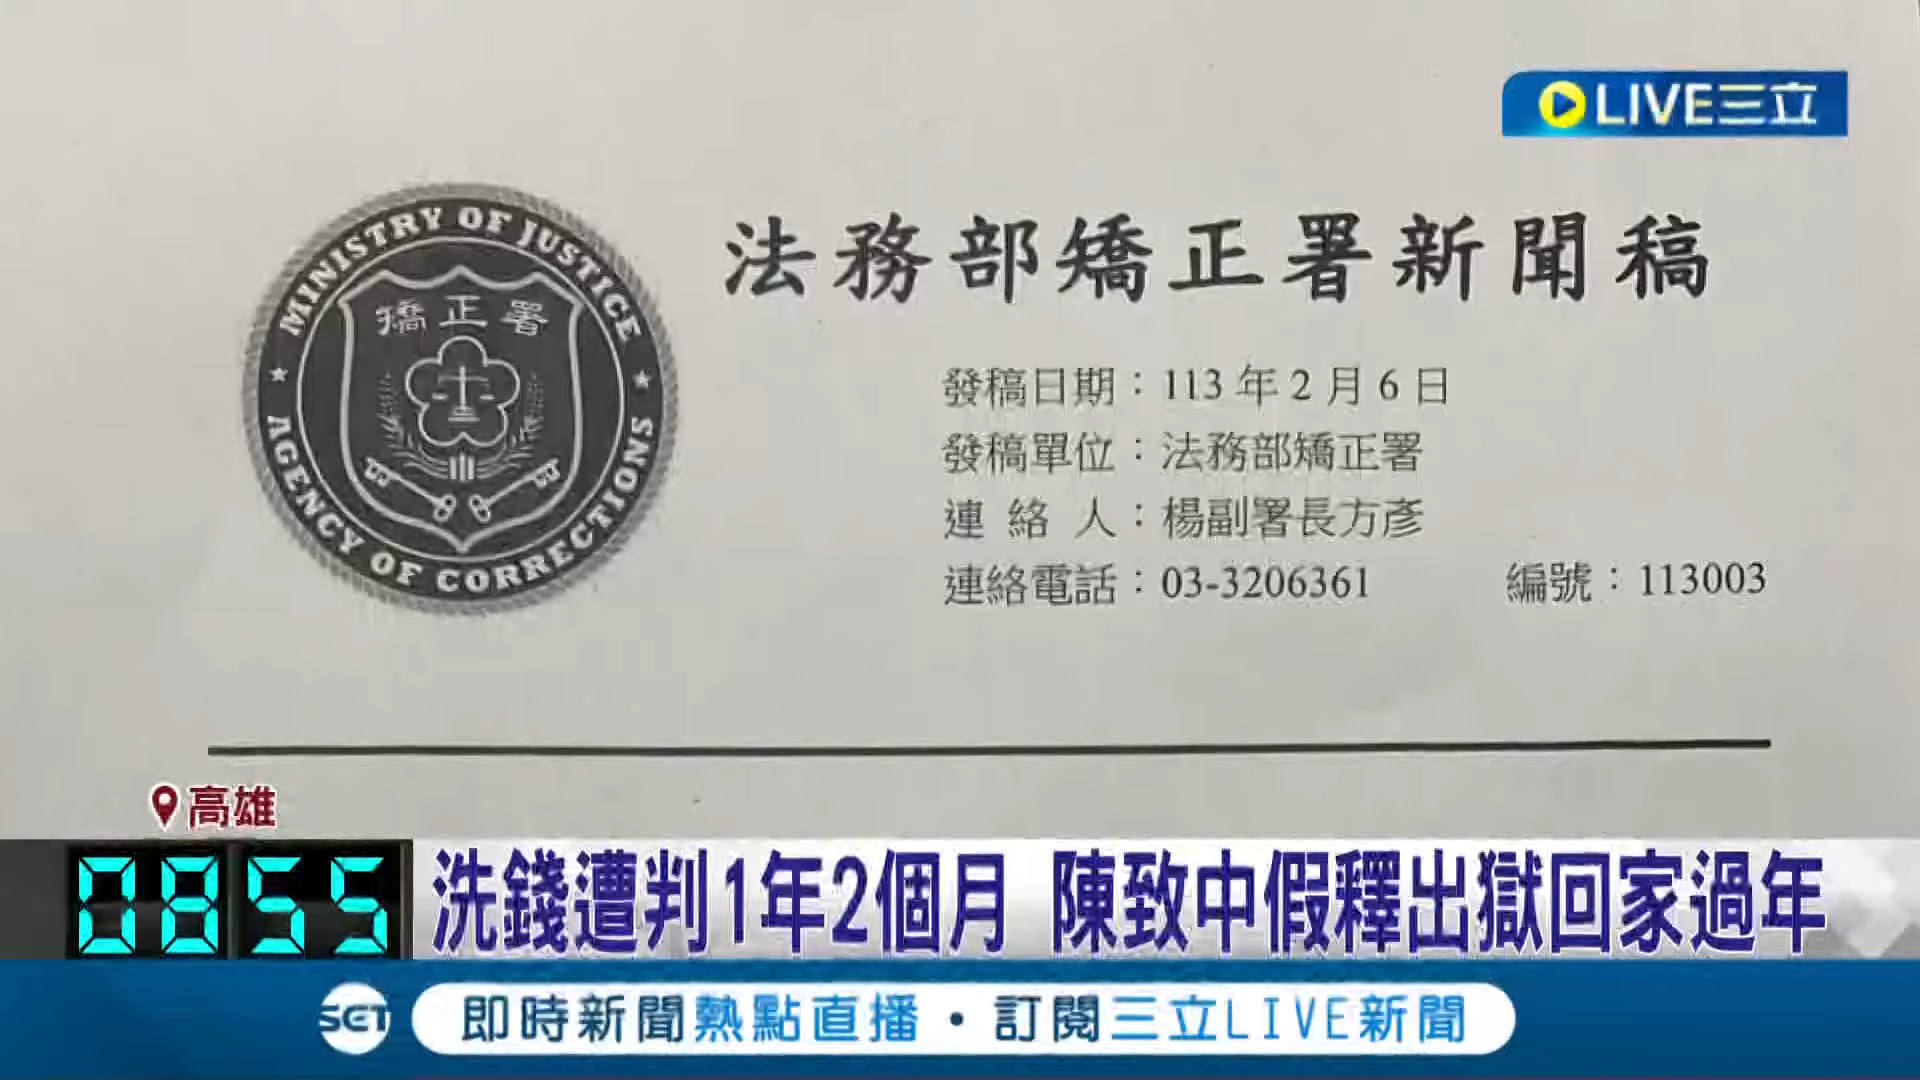 LIVE三立
法務部矯正署新聞稿
MINISTRY OF JUSTICE
矯正署
AGENCY OF CORRECTIONS
發稿日期：113 年 2 月 6 日
發稿單位：法務部矯正署
連 絡 人：楊副署長方彥
連絡電話：03-3206361 編號：113003
高雄
0855 洗錢遭判1年2個月 陳致中假釋出獄回家過年
SET 即時新聞熱點直播・訂閱三立LIVE新聞